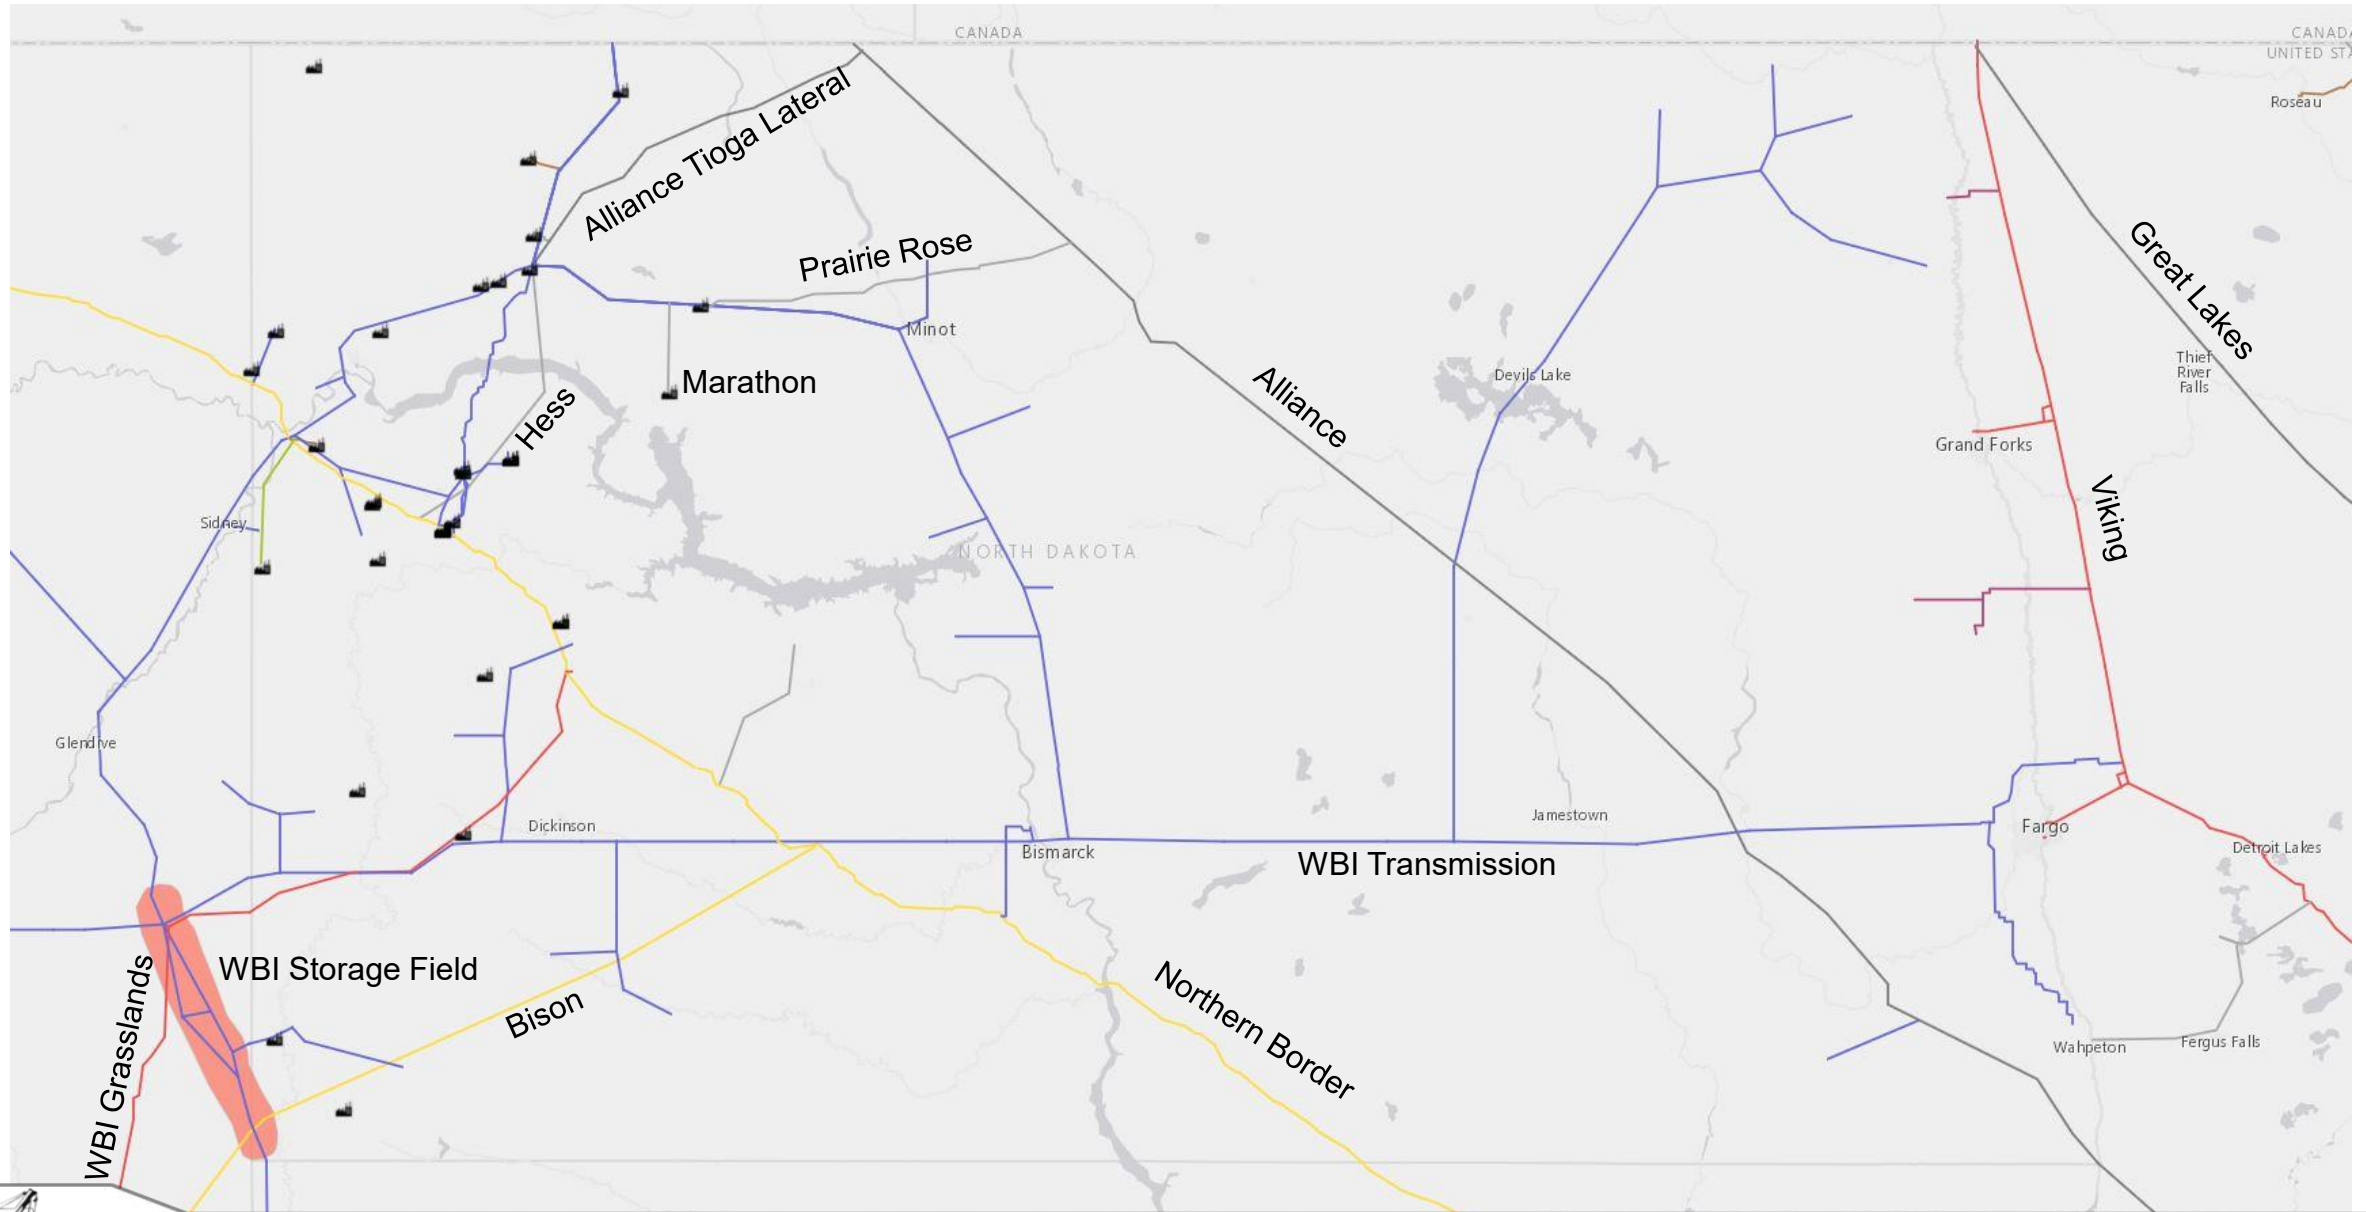 CANADA
CANADA
UNITED STA
Roseau
Alliance Tioga Lateral
Prairie Rose
Great Lakes
Minot
Thief
River
Falls
Marathon
Devils Lake
Alliance
Hess
Grand Forks
Viking
Sidney
NORTH DAKOTA
Glendive
Dickinson
Jamestown
Fargo
Bismarck
Detroit Lakes
WBI Transmission
WBI Storage Field
WBI Grasslands
Bison
Northern Border
Wahpeton
Fergus Falls